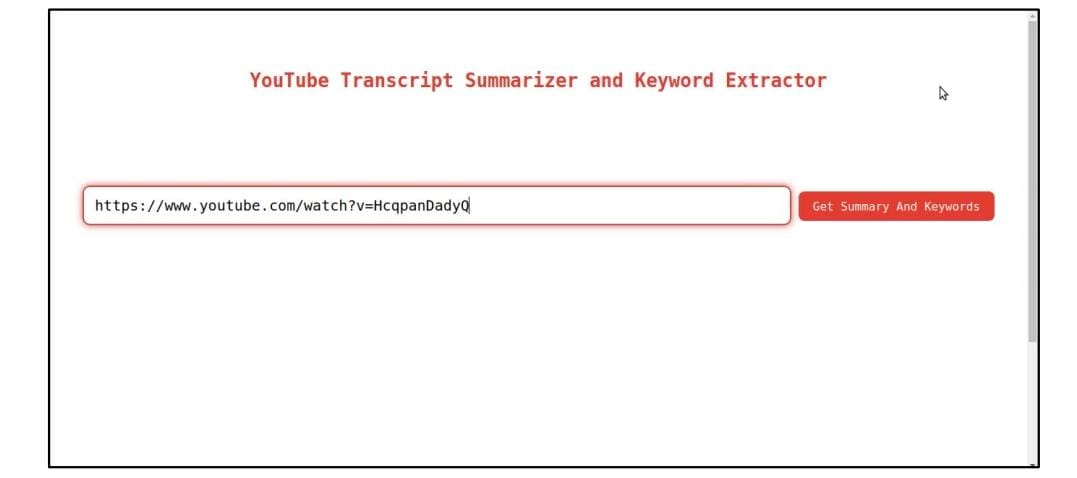 YouTube Transcript Summarizer and Keyword Extractor
https://www.youtube.com/watch?v=HcqpanDadyQ
Get Summary And Keywords